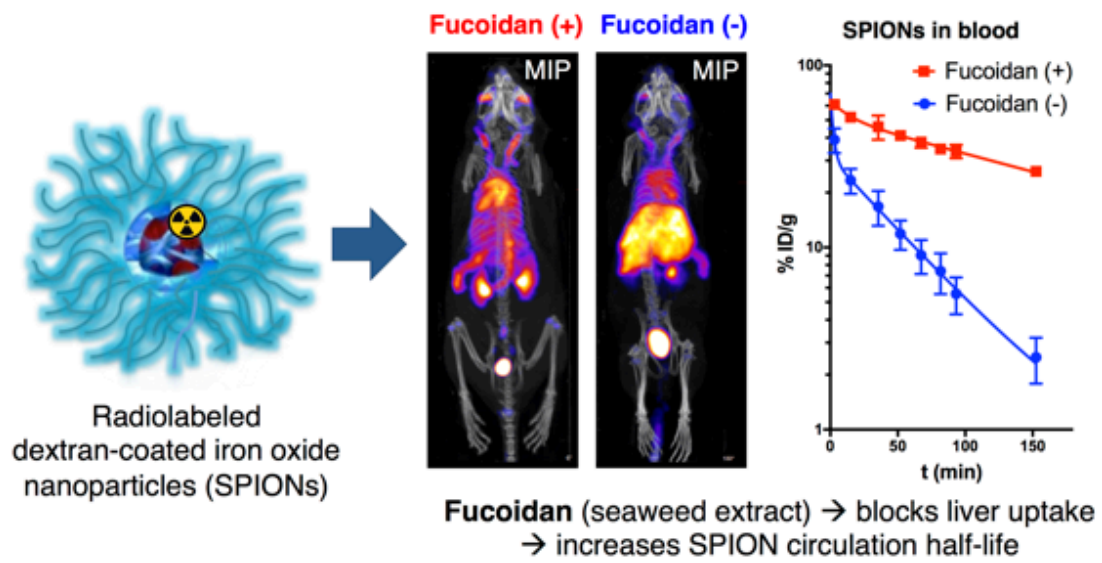 Fucoidan (+)
Fucoidan (-)
MIP
MIP
SPIONs in blood
Fucoidan (+)
Fucoidan (-)
100
10
1
% ID/g
0
50
100
150
t (min)
Radiolabeled
dextran-coated iron oxide
nanoparticles (SPIONs)
Fucoidan (seaweed extract) → blocks liver uptake
→ increases SPION circulation half-life